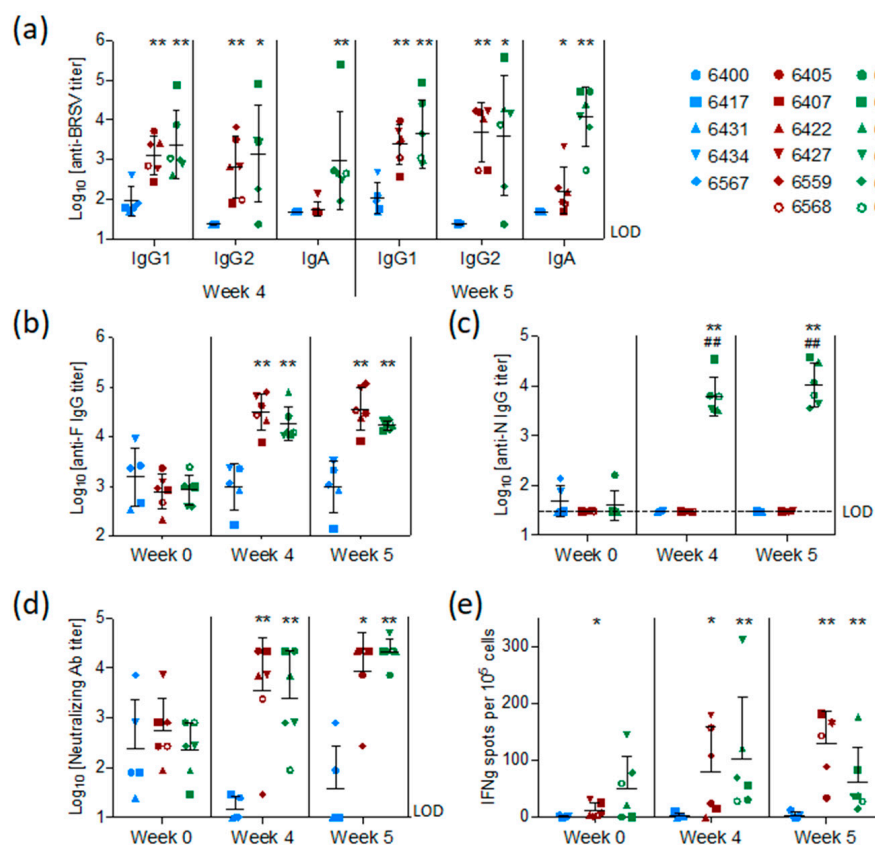 (a)
Log10 [anti-BRSV titer]
6
5
4
3
2
1
** ** ** * ** ** ** ** * * **
LOD
IgG1 IgG2 IgA IgG1 IgG2 IgA
Week 4 Week 5
6400 6405
6417 6407
6431 6422
6434 6427
6567 6559
6568
(b)
Log10 [anti-F IgG titer]
6
5
4
3
2
** ** ** **
Week 0 Week 4 Week 5
(c)
Log10 [anti-N IgG titer]
5
4
3
2
1
** **
## ##
LOD
Week 0 Week 4 Week 5
(d)
Log10 [Neutralizing Ab titer]
5
4
3
2
1
** ** * **
LOD
Week 0 Week 4 Week 5
(e)
IFNg spots per 10^5 cells
300
200
100
0
* * ** ** **
Week 0 Week 4 Week 5